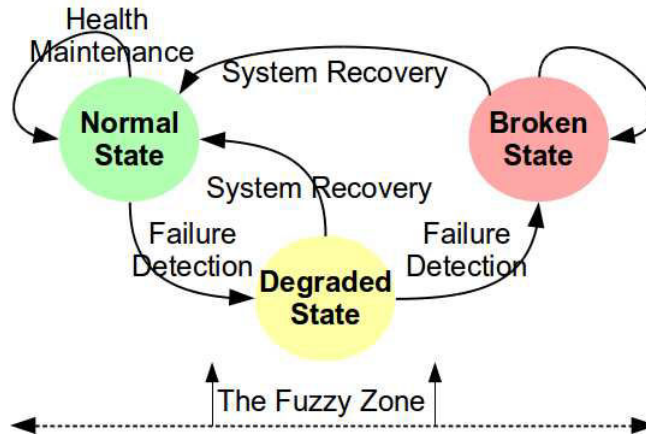 Health
Maintenance
System Recovery
Normal
State
Broken
State
System Recovery
Failure
Detection
Failure
Detection
Degraded
State
The Fuzzy Zone